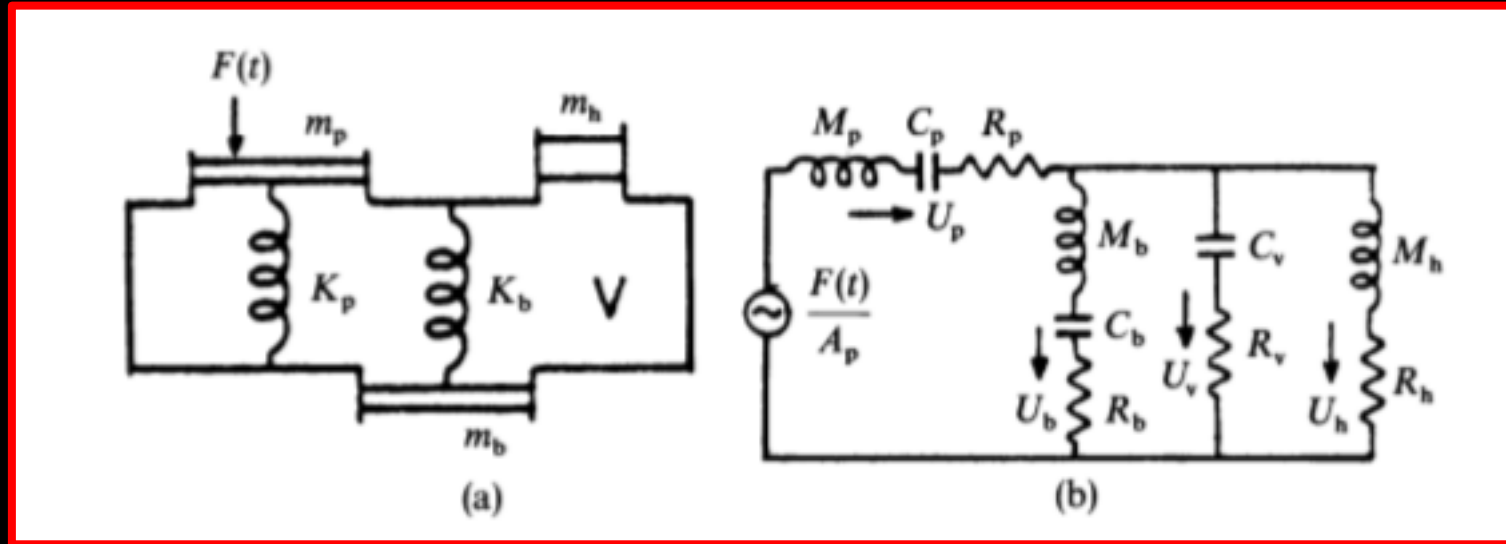 F(t)
m_p
m_h
K_p
K_b
V
m_b
(a)
M_p C_p R_p
U_p
F(t)
A_p
M_b
C_b
U_b R_b
C_v
R_v
U_v
M_h
R_h
U_h
(b)